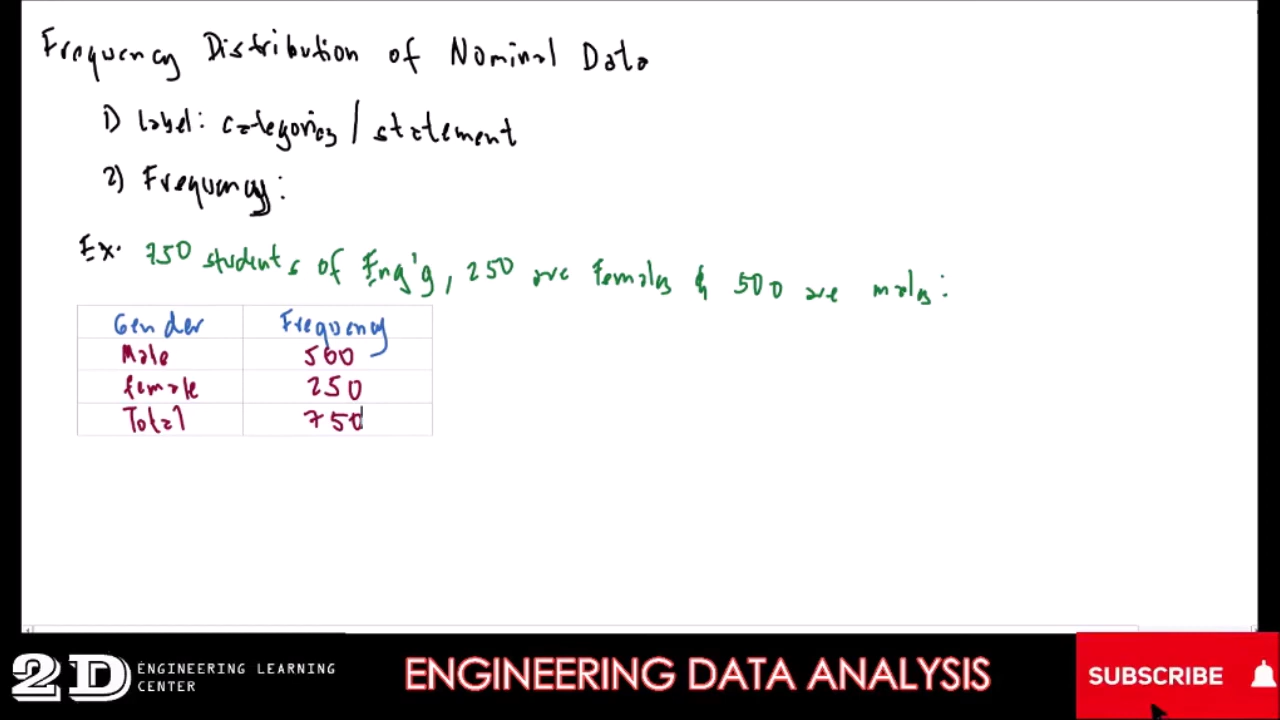 Frequency Distribution of Nominal Data
1) label: categories / statement
2) Frequency:
Ex. 750 students of Eng'g, 250 are females & 500 are males:
Gender Frequency
Male 500
female 250
Total 750
2D ENGINEERING LEARNING CENTER
ENGINEERING DATA ANALYSIS
SUBSCRIBE